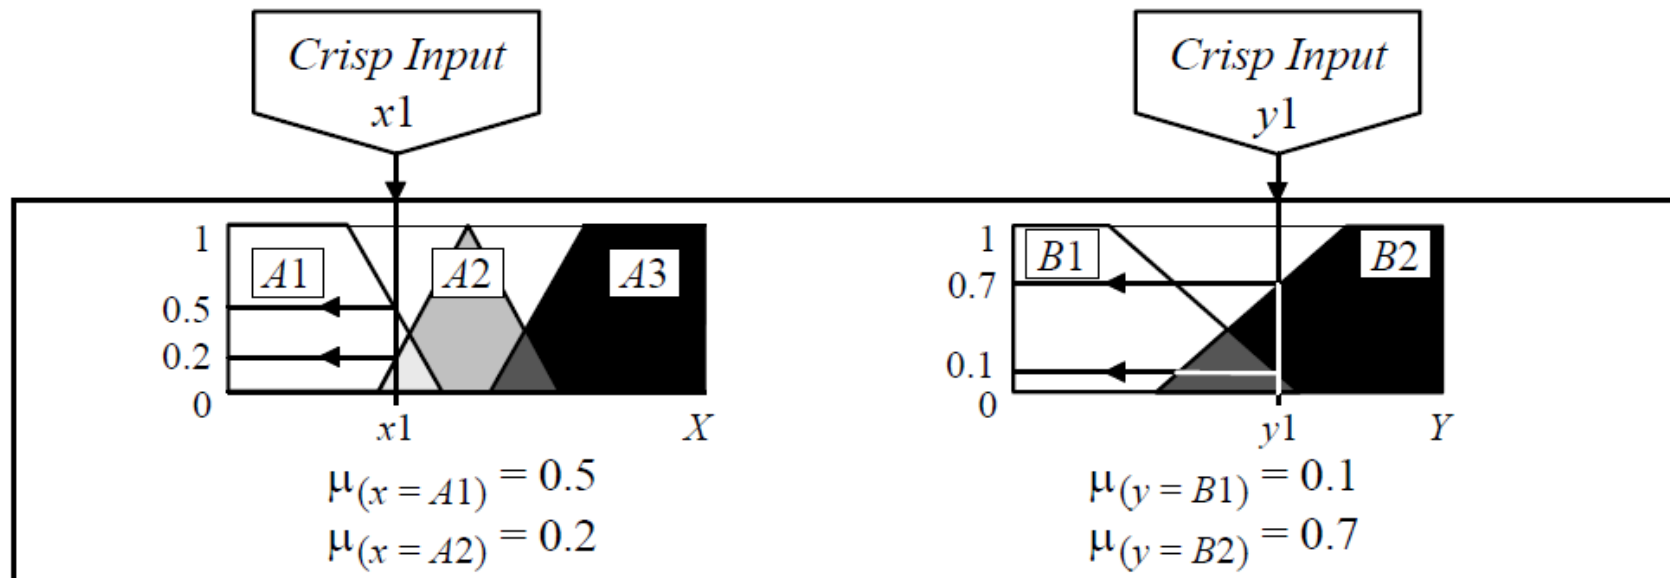 Crisp Input
x1
Crisp Input
y1
1
A1
A2
A3
0.5
0.2
0
x1
X
μ(x = A1) = 0.5
μ(x = A2) = 0.2
1
B1
B2
0.7
0.1
0
y1
Y
μ(y = B1) = 0.1
μ(y = B2) = 0.7